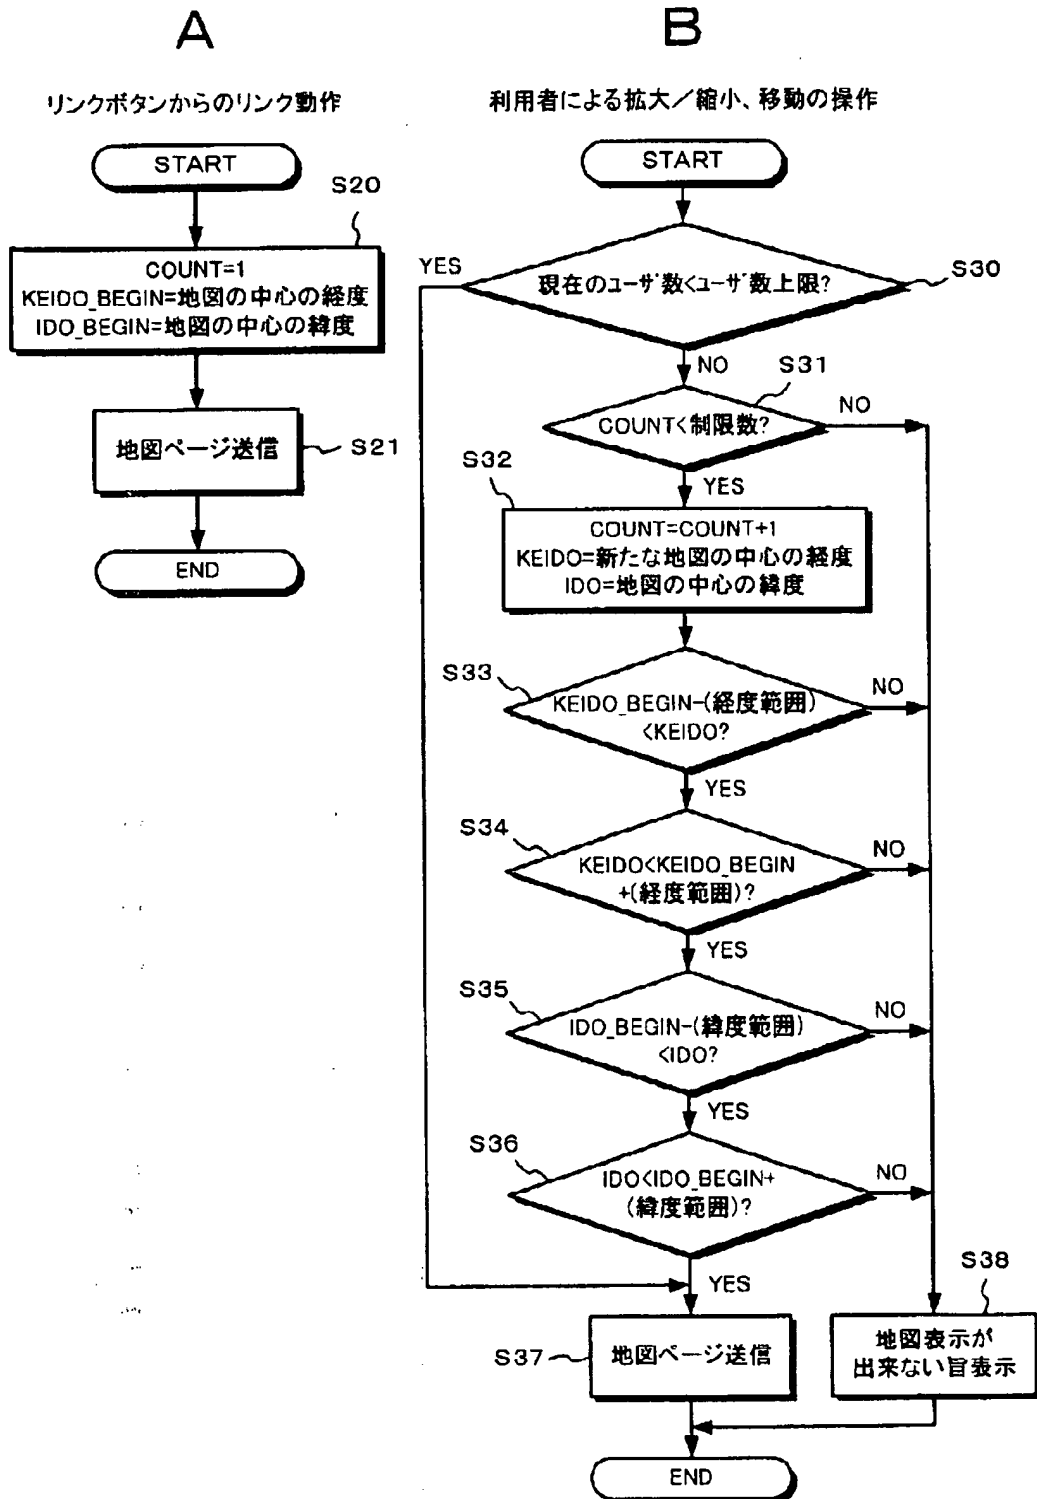 A
リンクボタンからのリンク動作
START
S20
COUNT=1
KEIDO_BEGIN=地図の中心の経度
IDO_BEGIN=地図の中心の緯度
地図ページ送信
S21
END
B
利用者による拡大／縮小、移動の操作
START
YES
現在のユーザ数<ユーザ数上限?
S30
NO
S31
COUNT<制限数?
NO
S32
YES
COUNT=COUNT+1
KEIDO=新たな地図の中心の経度
IDO=地図の中心の緯度
S33
KEIDO_BEGIN-(経度範囲)
<KEIDO?
NO
YES
S34
KEIDO<KEIDO_BEGIN
+(経度範囲)?
NO
YES
S35
IDO_BEGIN-(緯度範囲)
<IDO?
NO
YES
S36
IDO<IDO_BEGIN+
(緯度範囲)?
NO
YES
S38
S37
地図ページ送信
地図表示が
出来ない旨表示
END